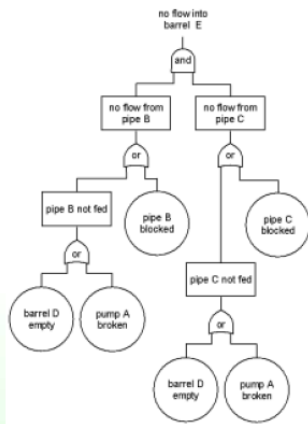 no flow into
barrel E
and
no flow from
pipe B
no flow from
pipe C
or
or
pipe B not fed
pipe B
blocked
pipe C
blocked
or
pipe C not fed
barrel D
empty
pump A
broken
or
barrel D
empty
pump A
broken